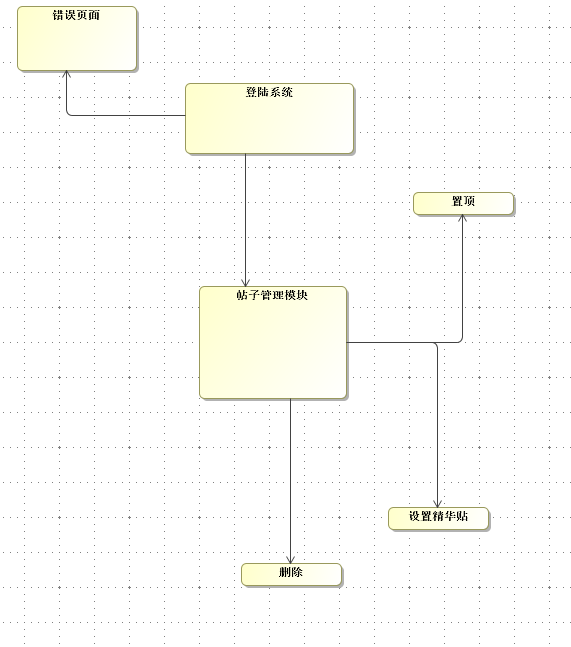 错误页面
登陆系统
置顶
帖子管理模块
设置精华贴
删除